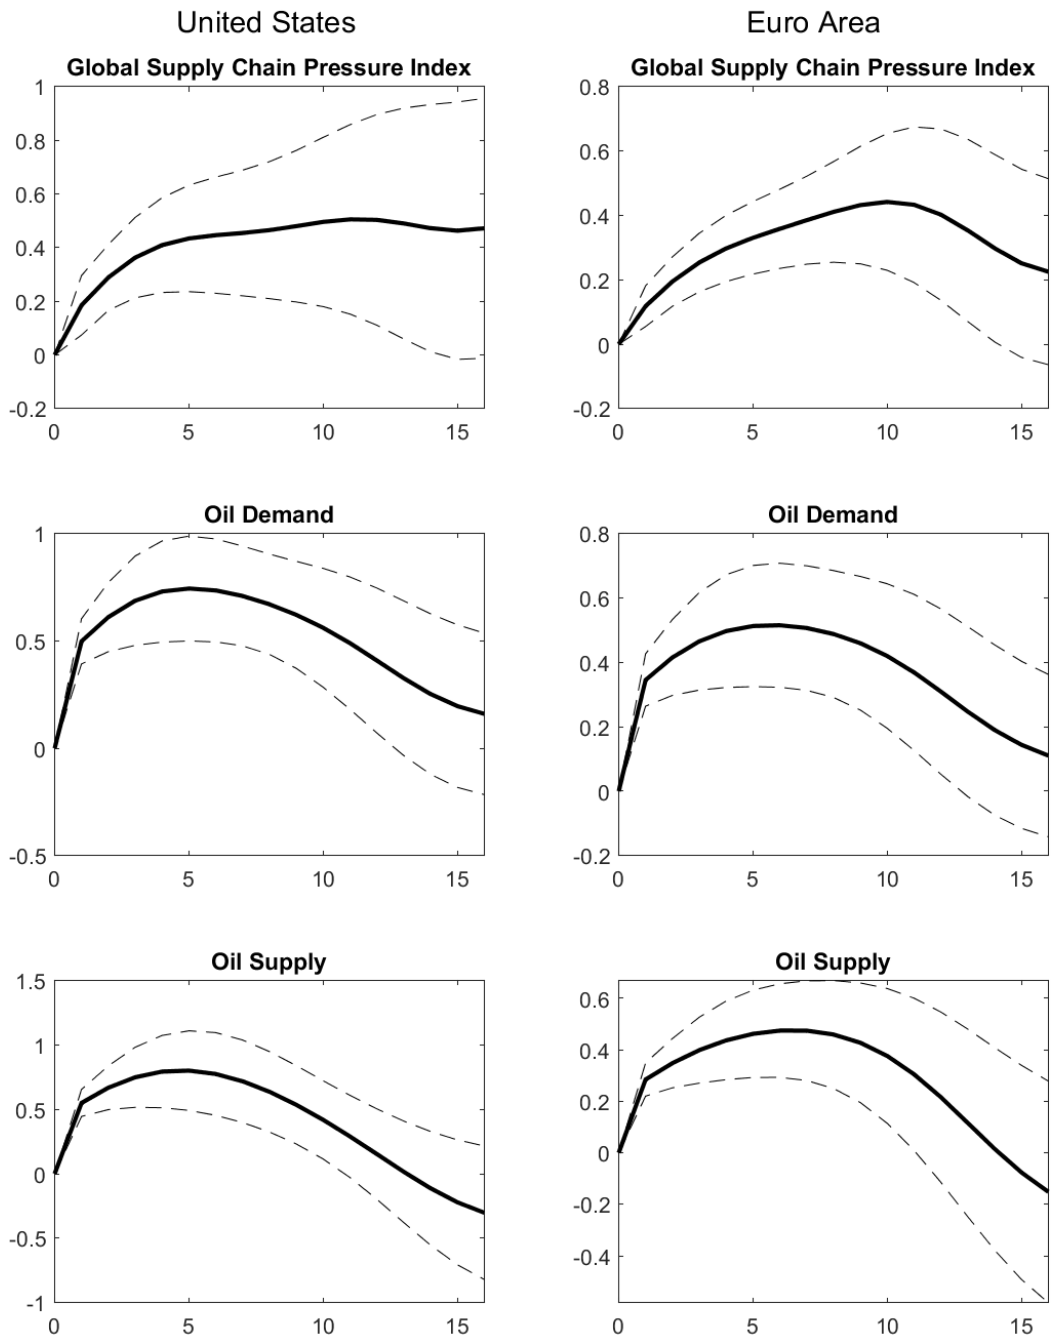 United States
Euro Area
Global Supply Chain Pressure Index
1
0.8
0.6
0.4
0.2
0
-0.2
0 5 10 15
Global Supply Chain Pressure Index
0.8
0.6
0.4
0.2
0
-0.2
0 5 10 15
Oil Demand
1
0.5
0
-0.5
0 5 10 15
Oil Demand
0.8
0.6
0.4
0.2
0
-0.2
0 5 10 15
Oil Supply
1.5
1
0.5
0
-0.5
-1
0 5 10 15
Oil Supply
0.6
0.4
0.2
0
-0.2
-0.4
0 5 10 15